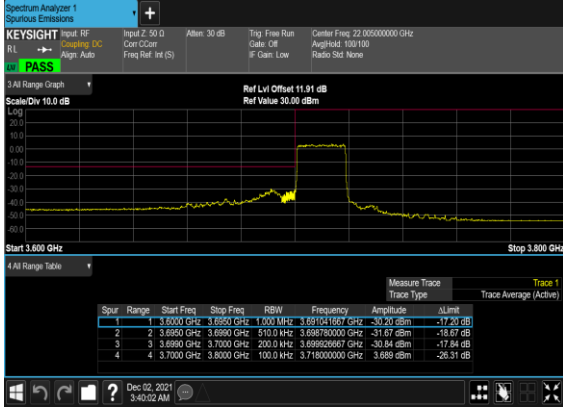 Spectrum Analyzer 1
Spurious Emissions
KEYSIGHT Input: RF Input Z: 50 Ω Atten: 30 dB Trig: Free Run Center Freq: 22.005000000 GHz
RL Coupling: DC Corr CCorr Gate: Off Avg|Hold: 100/100
Align: Auto Freq Ref: Int (S) IF Gain: Low Radio Std: None
PASS
3 All Range Graph
Ref Lvl Offset 11.91 dB
Scale/Div 10.0 dB Ref Value 30.00 dBm
Log
20.0
10.0
0.00
-10.0
-20.0
-30.0
-40.0
-50.0
-60.0
Start 3.600 GHz Stop 3.800 GHz
4 All Range Table
Measure Trace Trace 1
Trace Type Trace Average (Active)
Spur Range Start Freq Stop Freq RBW Frequency Amplitude ΔLimit
1 1 3.6000 GHz 3.6950 GHz 1.000 MHz 3.691041667 GHz -30.20 dBm -17.20 dB
2 2 3.6950 GHz 3.6990 GHz 510.0 kHz 3.698780000 GHz -31.67 dBm -18.67 dB
3 3 3.6990 GHz 3.7000 GHz 200.0 kHz 3.699926667 GHz -30.84 dBm -17.84 dB
4 4 3.7000 GHz 3.8000 GHz 100.0 kHz 3.718000000 GHz 3.689 dBm -26.31 dB
? Dec 02, 2021
3:40:02 AM